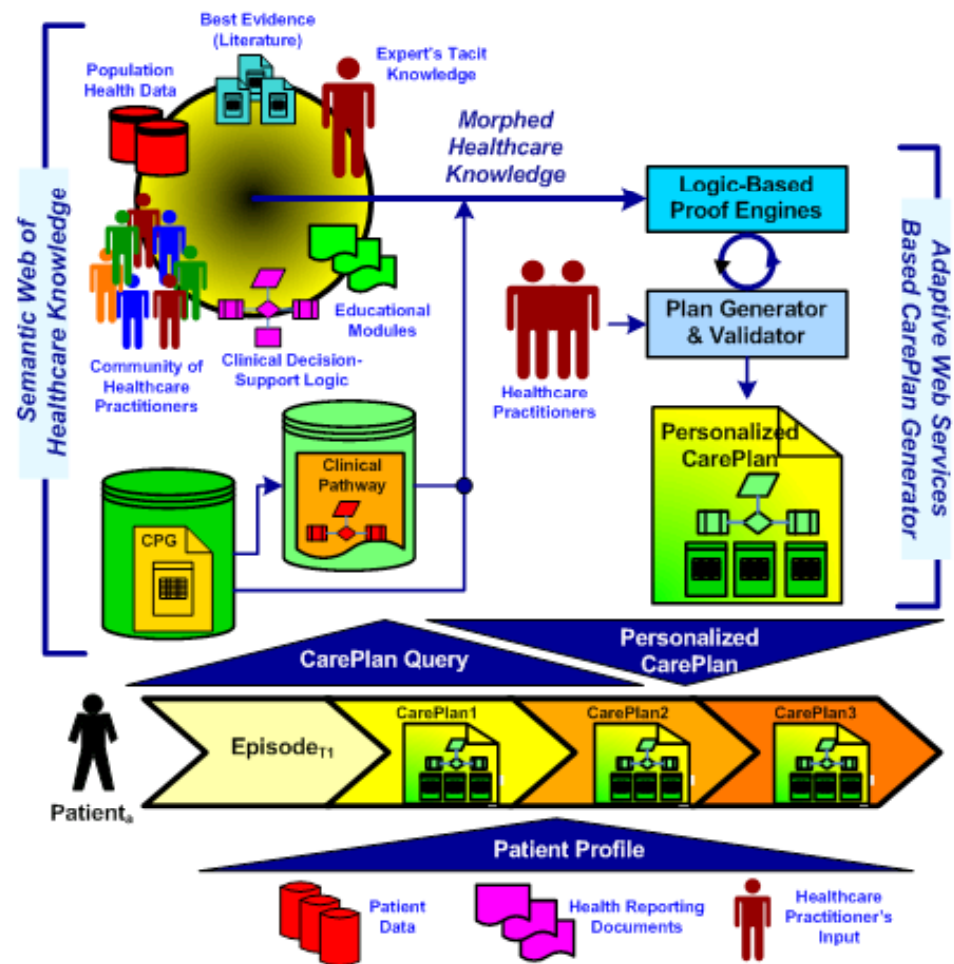 Best Evidence
(Literature)
Expert's Tacit
Knowledge
Population
Health Data
Morphed
Healthcare
Knowledge
Semantic Web of
Healthcare Knowledge
Logic-Based
Proof Engines
Adaptive Web Services
Based CarePlan Generator
Educational
Modules
Plan Generator
& Validator
Clinical Decision-
Support Logic
Community of
Healthcare
Practitioners
Healthcare
Practitioners
Personalized
CarePlan
Clinical
Pathway
CPG
CarePlan Query
Personalized
CarePlan
EpisodeT1
CarePlan1
CarePlan2
CarePlan3
Patienta
Patient Profile
Patient
Data
Health Reporting
Documents
Healthcare
Practitioner's
Input